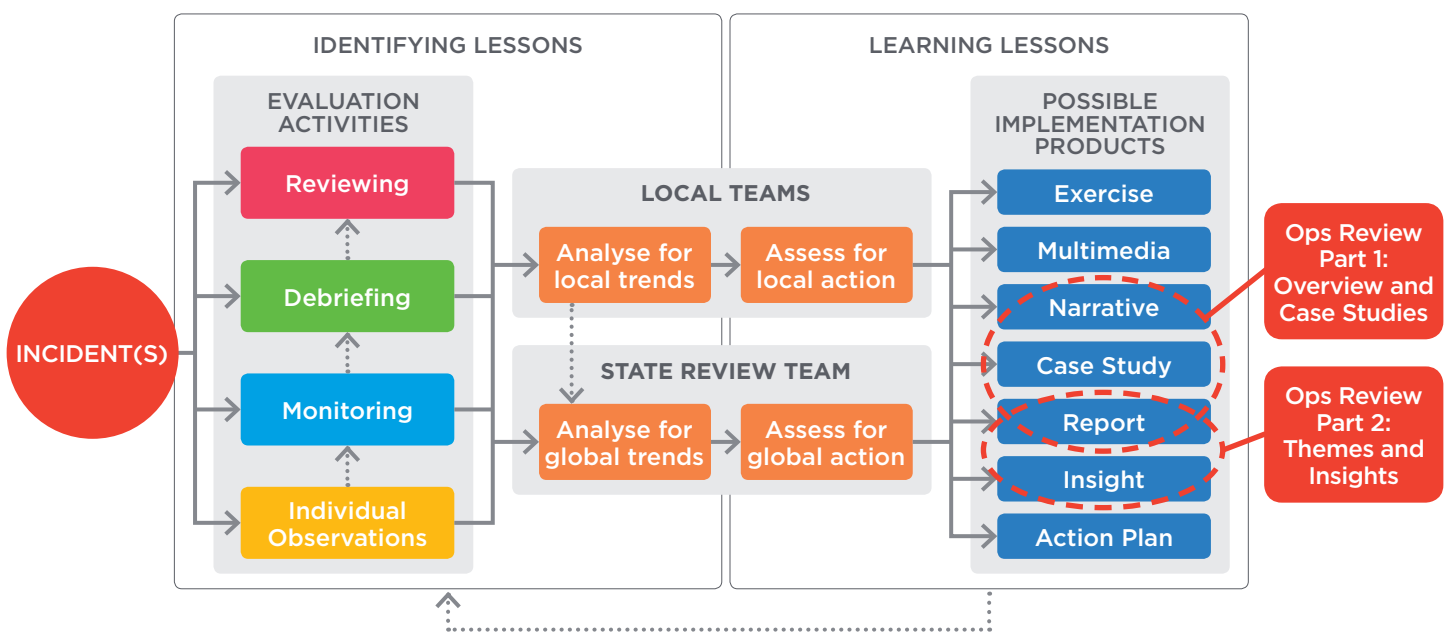 IDENTIFYING LESSONS
LEARNING LESSONS
EVALUATION
ACTIVITIES
POSSIBLE
IMPLEMENTATION
PRODUCTS
INCIDENT(S)
Reviewing
Debriefing
Monitoring
Individual
Observations
LOCAL TEAMS
Analyse for
local trends
Assess for
local action
STATE REVIEW TEAM
Analyse for
global trends
Assess for
global action
Exercise
Multimedia
Narrative
Case Study
Report
Insight
Action Plan
Ops Review
Part 1:
Overview and
Case Studies
Ops Review
Part 2:
Themes and
Insights